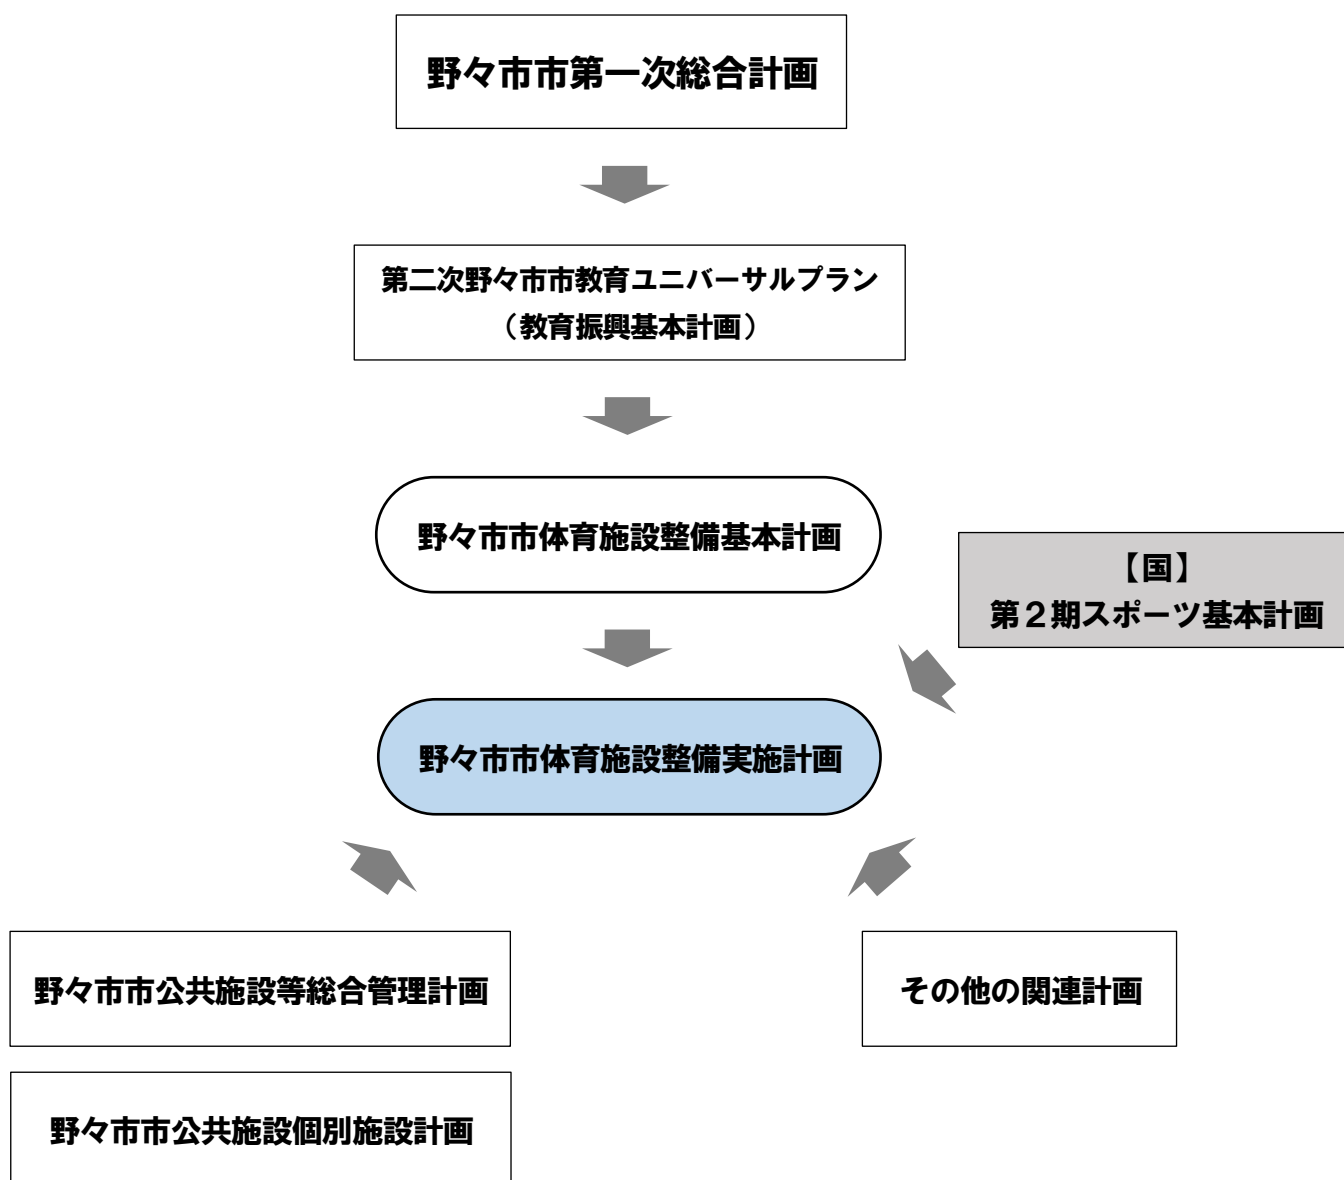 野々市市第一次総合計画
第二次野々市市教育ユニバーサルプラン
（教育振興基本計画）
野々市市体育施設整備基本計画
【国】
第２期スポーツ基本計画
野々市市体育施設整備実施計画
野々市市公共施設等総合管理計画
その他の関連計画
野々市市公共施設個別施設計画